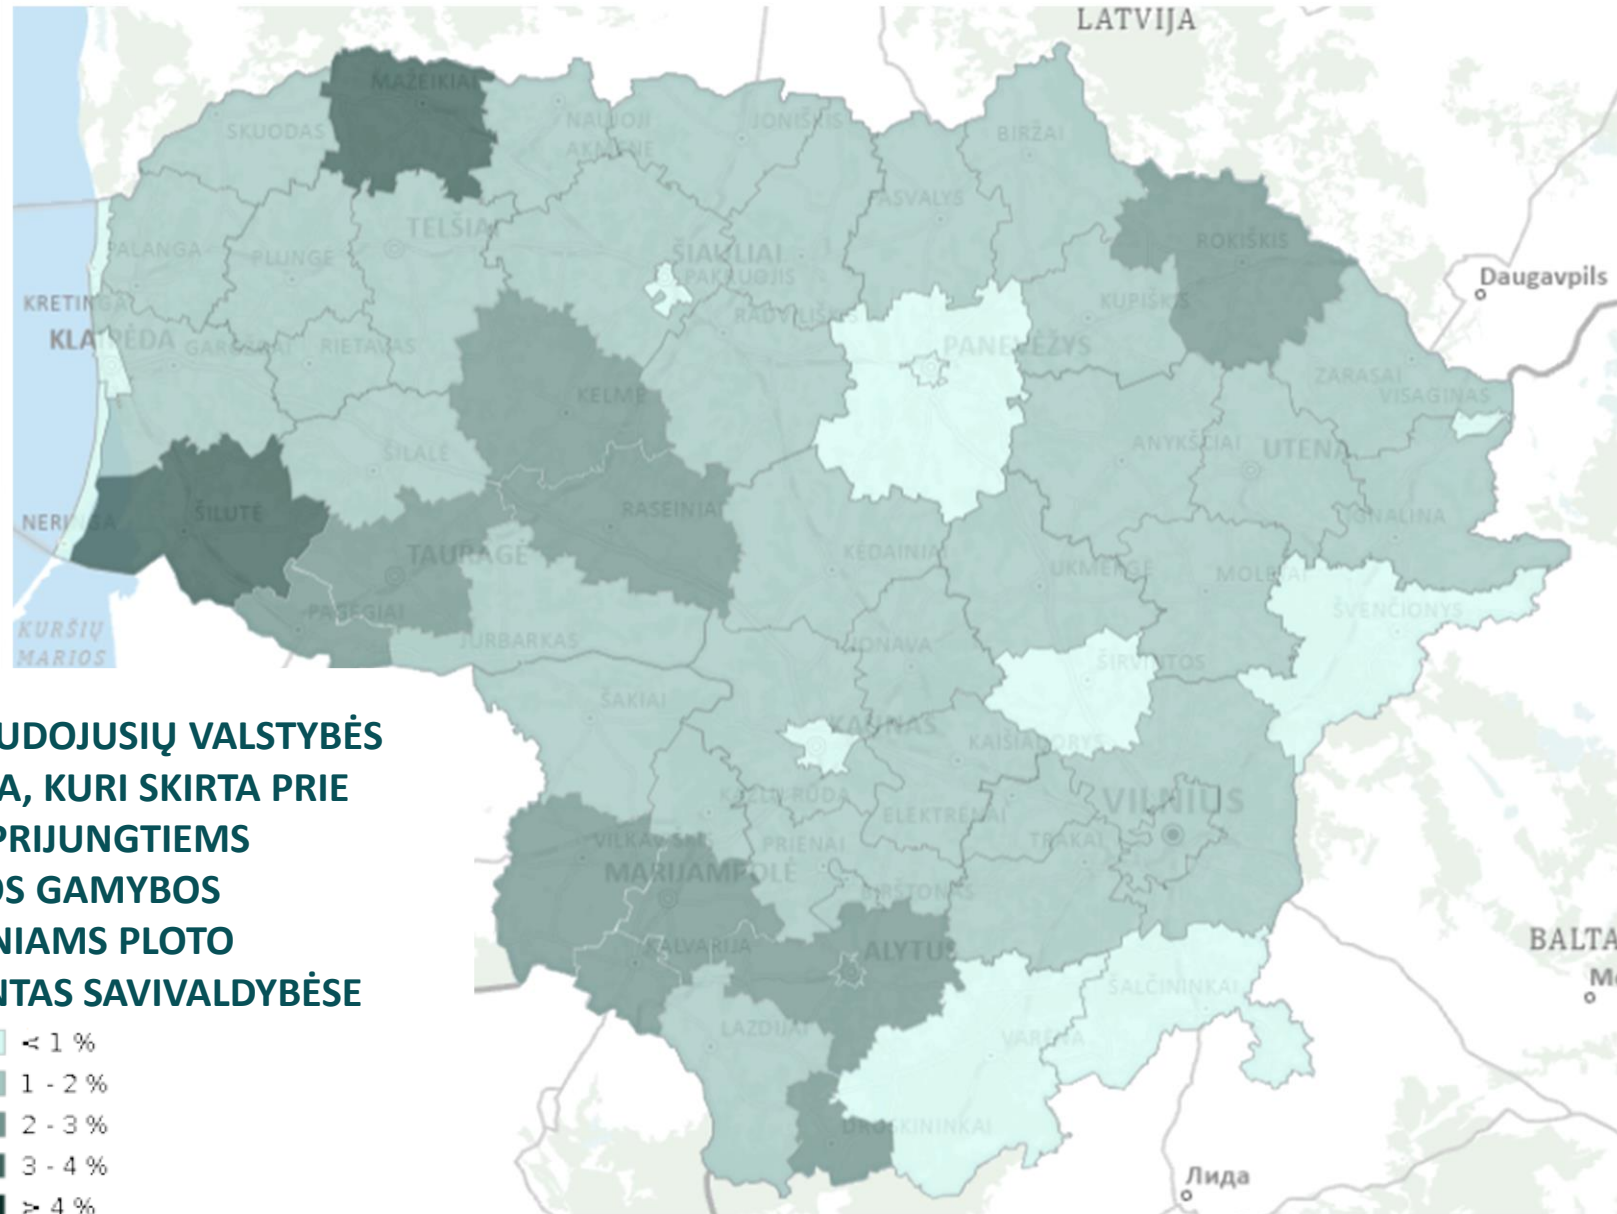 LATVIJA
MAŽEIKIAI
SKUODAS
NAUJOJI
AKMENĖ
JONIŠKIS
BIRŽAI
PASVALYS
TELŠIAI
ROKIŠKIS
PALANGA
PLUNGĖ
ŠIAULIAI
PAKRUOJIS
Daugavpils
KRETINGA
KUPIŠKIS
RADVILIŠKIS
KLAIPĖDA
GARGŽDAI
RIETAVAS
PANEVĖŽYS
ZARASAI
VISAGINAS
KELMĖ
ŠILALĖ
ANYKŠČIAI
UTENA
NERINGA
ŠILUTĖ
RASEINIAI
IGNALINA
TAURAGĖ
KĖDAINIAI
UKMERGĖ
MOLĖTAI
PAGĖGIAI
ŠVENČIONYS
KURŠIŲ
MARIOS
JURBARKAS
JONAVA
ŠIRVINTOS
ŠAKIAI
KAUNAS
KAIŠIADORYS
UDOJUSIŲ VALSTYBĖS
A, KURI SKIRTA PRIE
PRIJUNGTIEMS
OS GAMYBOS
NIAMS PLOTO
NTAS SAVIVALDYBĖSE
KAZLŲ RŪDA
ELEKTRĖNAI
VILNIUS
VILKAVIŠKIS
PRIENAI
TRAKAI
MARIJAMPOLĖ
BIRŠTONAS
KALVARIJA
ALYTUS
BALTA
ŠALČININKAI
LAZDIJAI
VARĖNA
DRUSKININKAI
Лида
< 1 %
1 - 2 %
2 - 3 %
3 - 4 %
> 4 %